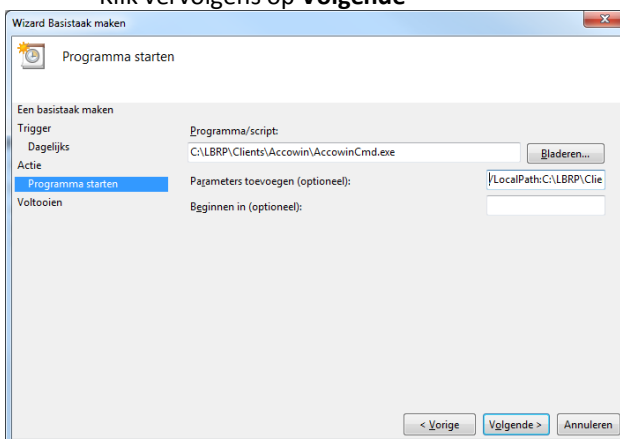 Klik vervolgens op Volgende
Wizard Basistaak maken
Programma starten
Een basistaak maken
Trigger
Dagelijks
Actie
Programma starten
Voltooien
Programma/script:
C:\LBRP\Clients\Accowin\AccowinCmd.exe
Bladeren...
Parameters toevoegen (optioneel):
/LocalPath:C:\LBRP\Clie
Beginnen in (optioneel):
< Vorige
Volgende >
Annuleren